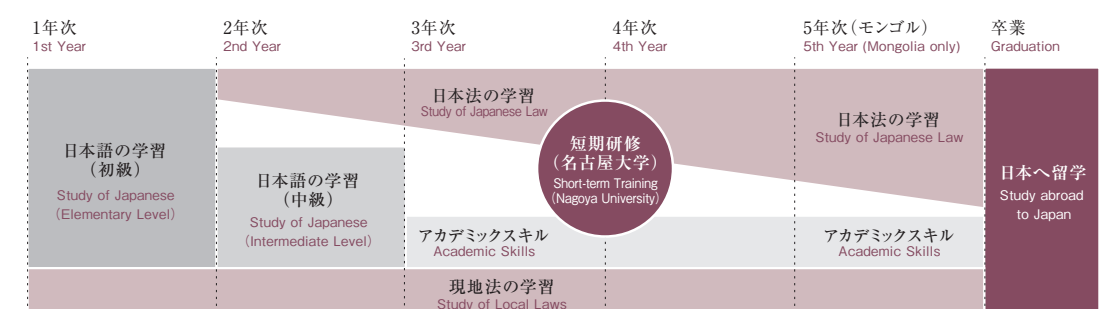 1年次
1st Year
2年次
2nd Year
3年次
3rd Year
4年次
4th Year
5年次（モンゴル）
5th Year (Mongolia only)
卒業
Graduation
日本語の学習
（初級）
Study of Japanese
（Elementary Level）
日本語の学習
（中級）
Study of Japanese
（Intermediate Level）
日本法の学習
Study of Japanese Law
短期研修
（名古屋大学）
Short-term Training
（Nagoya University）
アカデミックスキル
Academic Skills
日本法の学習
Study of Japanese Law
アカデミックスキル
Academic Skills
日本へ留学
Study abroad
to Japan
現地法の学習
Study of Local Laws